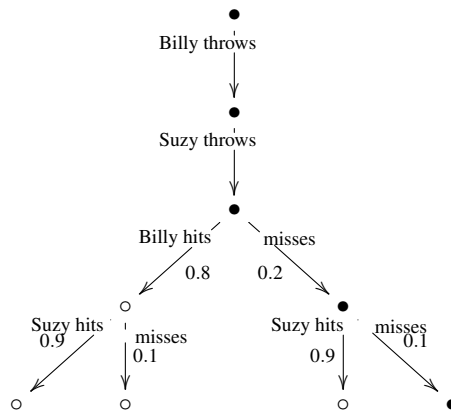 Billy throws
Suzy throws
Billy hits misses
0.8 0.2
Suzy hits misses Suzy hits misses
0.9 0.1 0.9 0.1